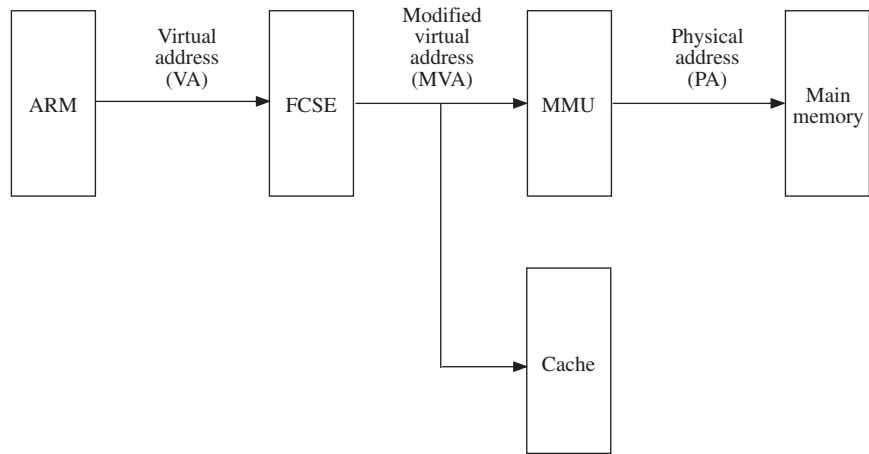 Virtual
address
(VA)
Modified
virtual
address
(MVA)
Physical
address
(PA)
ARM
FCSE
MMU
Main
memory
Cache